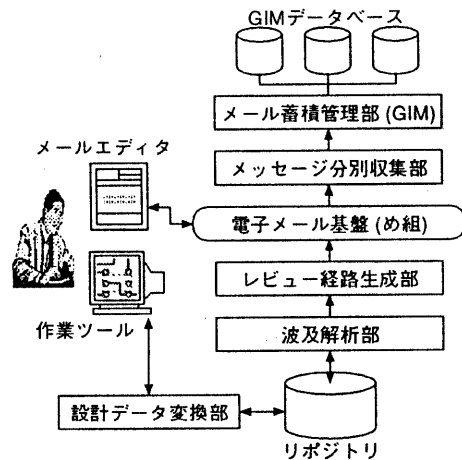 GIMデータベース
メール蓄積管理部 (GIM)
メールエディタ
メッセージ分別収集部
電子メール基盤 (め組)
レビュー経路生成部
作業ツール
波及解析部
設計データ変換部
リポジトリ